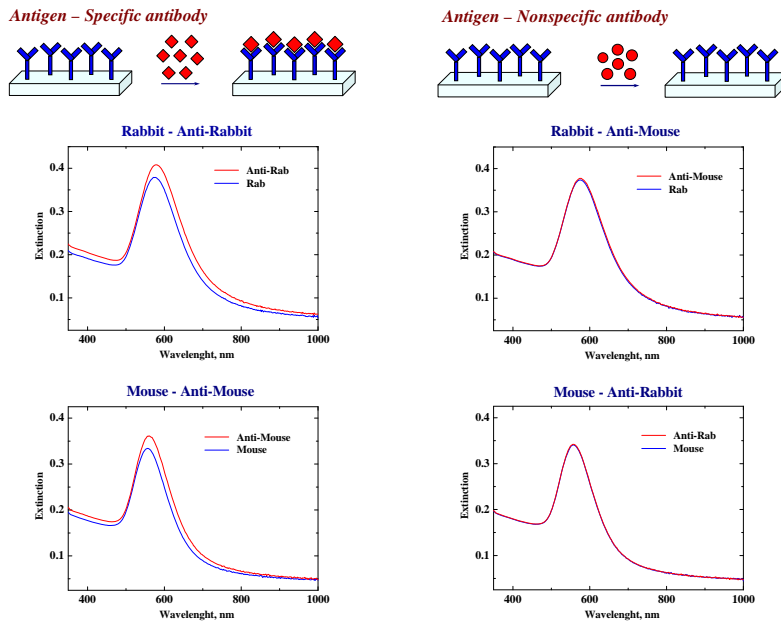 Antigen – Specific antibody
Antigen – Nonspecific antibody
Rabbit - Anti-Rabbit
0.4
0.3
0.2
0.1
Extinction
Anti-Rab
Rab
400
600
800
1000
Wavelenght, nm
Rabbit - Anti-Mouse
0.4
0.3
0.2
0.1
Extinction
Anti-Mouse
Rab
400
600
800
1000
Wavelenght, nm
Mouse - Anti-Mouse
0.4
0.3
0.2
0.1
Extinction
Anti-Mouse
Mouse
400
600
800
1000
Wavelenght, nm
Mouse - Anti-Rabbit
0.4
0.3
0.2
0.1
Extinction
Anti-Rab
Mouse
400
600
800
1000
Wavelenght, nm